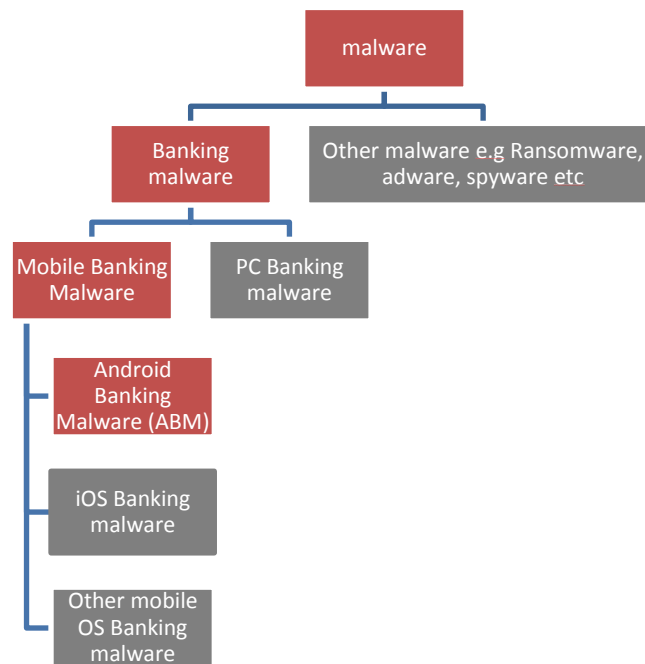 malware
Banking
malware
Other malware e.g Ransomware,
adware, spyware etc
Mobile Banking
Malware
PC Banking
malware
Android
Banking
Malware (ABM)
iOS Banking
malware
Other mobile
OS Banking
malware